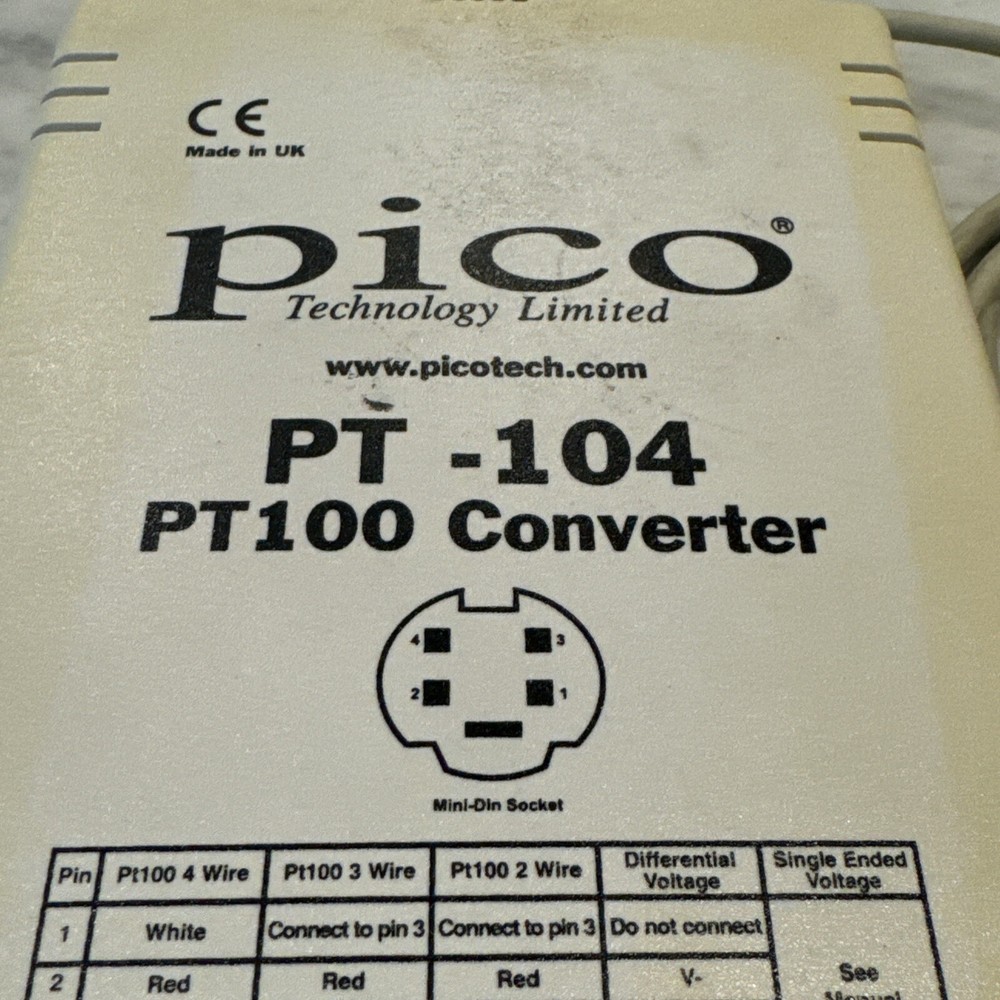 CE
Made in UK
pico®
Technology Limited
www.picotech.com
PT -104
PT100 Converter
4 3
2 1
Mini-Din Socket
Pin Pt100 4 Wire Pt100 3 Wire Pt100 2 Wire Differential Voltage Single Ended Voltage
1 White Connect to pin 3 Connect to pin 3 Do not connect
2 Red Red Red V- See
Manual